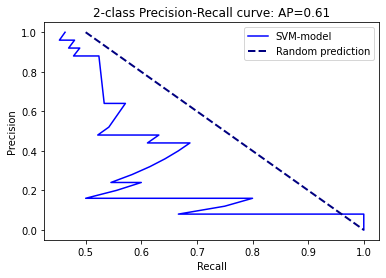 2-class Precision-Recall curve: AP=0.61
SVM-model
Random prediction
Precision
1.0
0.8
0.6
0.4
0.2
0.0
0.5 0.6 0.7 0.8 0.9 1.0
Recall